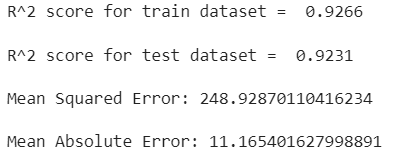 R^2 score for train dataset =  0.9266
R^2 score for test dataset =  0.9231
Mean Squared Error: 248.92870110416234
Mean Absolute Error: 11.165401627998891